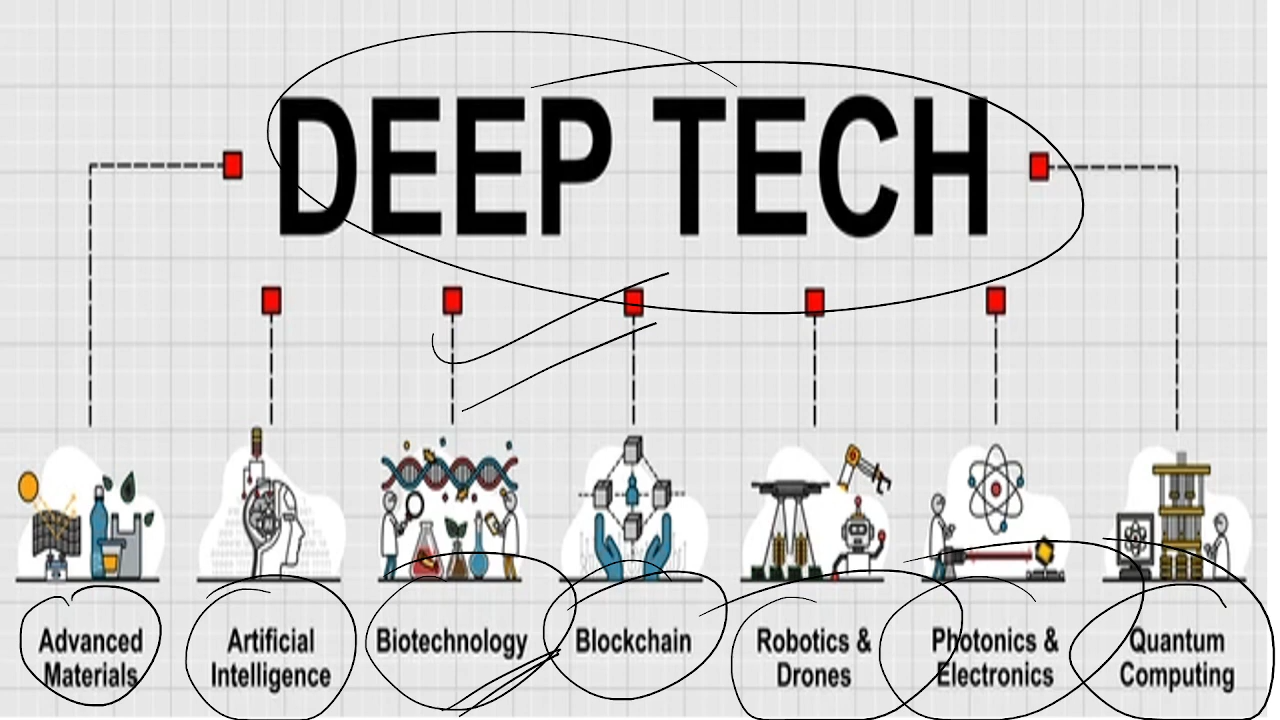 DEEP TECH
Advanced
Materials
Artificial
Intelligence
Biotechnology
Blockchain
Robotics &
Drones
Photonics &
Electronics
Quantum
Computing